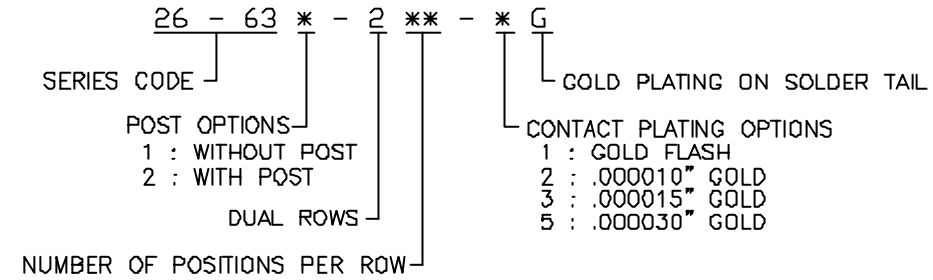 26 - 63 * - 2 ** - * G
SERIES CODE
GOLD PLATING ON SOLDER TAIL
POST OPTIONS
1 : WITHOUT POST
2 : WITH POST
CONTACT PLATING OPTIONS
1 : GOLD FLASH
2 : .000010" GOLD
3 : .000015" GOLD
5 : .000030" GOLD
DUAL ROWS
NUMBER OF POSITIONS PER ROW